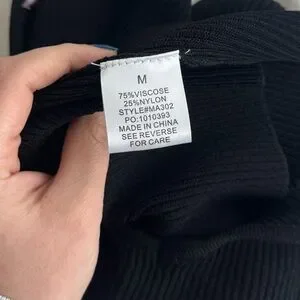 M
75%VISCOSE
25%NYLON
STYLE#MA302
PO:1010393
MADE IN CHINA
SEE REVERSE
FOR CARE